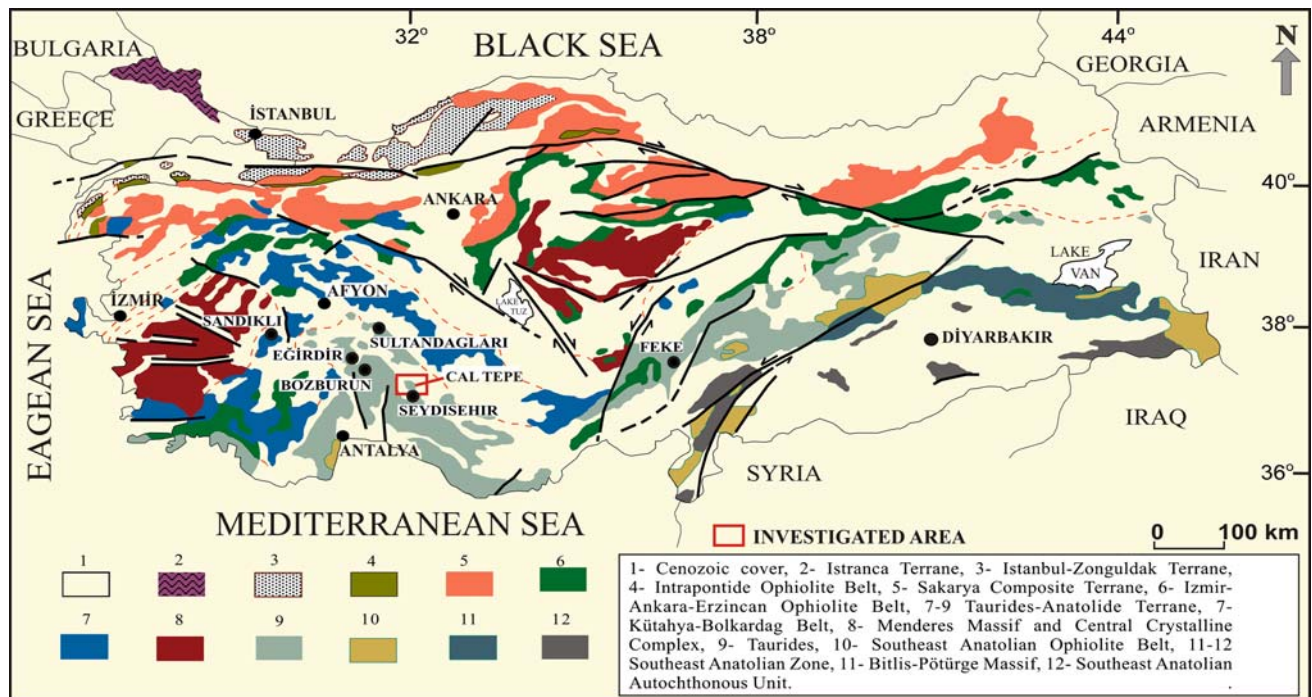 32°
38°
44°
BULGARIA
BLACK SEA
N
GEORGIA
GREECE
İSTANBUL
ARMENIA
ANKARA
40°
EAGEAN SEA
LAKE
VAN
IRAN
İZMİR
AFYON
LAKE
TUZ
SANDIKLI
SULTANDAGLARI
FEKE
DİYARBAKIR
38°
EĞİRDİR
CAL TEPE
BOZBURUN
SEYDISEHIR
IRAQ
ANTALYA
SYRIA
36°
MEDITERRANEAN SEA
INVESTIGATED AREA
0 100 km
1 2 3 4 5 6
7 8 9 10 11 12
1- Cenozoic cover, 2- Istranca Terrane, 3- Istanbul-Zonguldak Terrane,
4- Intrapontide Ophiolite Belt, 5- Sakarya Composite Terrane, 6- Izmir-
Ankara-Erzincan Ophiolite Belt, 7-9 Taurides-Anatolide Terrane, 7-
Kütahya-Bolkardag Belt, 8- Menderes Massif and Central Crystalline
Complex, 9- Taurides, 10- Southeast Anatolian Ophiolite Belt, 11-12
Southeast Anatolian Zone, 11- Bitlis-Pötürge Massif, 12- Southeast Anatolian
Autochthonous Unit.